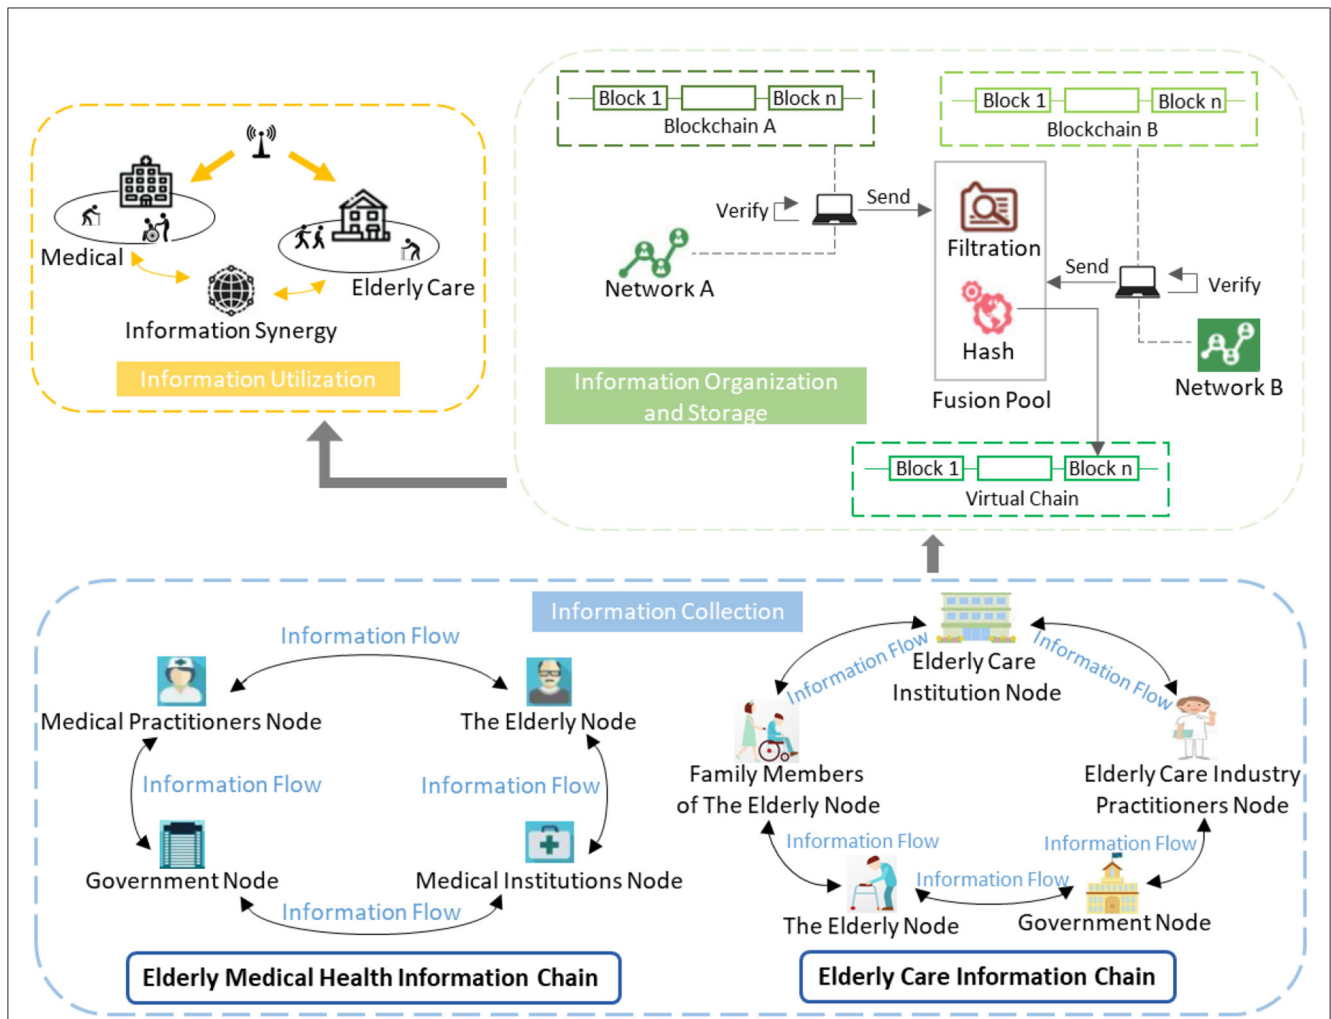 Block 1
Block n
Blockchain A
Block 1
Block n
Blockchain B
Verify
Send
Network A
Filtration
Hash
Fusion Pool
Send
Verify
Network B
Information Organization
and Storage
Block 1
Block n
Virtual Chain
Medical
Elderly Care
Information Synergy
Information Utilization
Information Collection
Information Flow
Medical Practitioners Node
The Elderly Node
Information Flow
Information Flow
Government Node
Medical Institutions Node
Information Flow
Elderly Medical Health Information Chain
Information Flow
Elderly Care
Institution Node
Information Flow
Family Members
of The Elderly Node
Elderly Care Industry
Practitioners Node
Information Flow
Information Flow
Information Flow
The Elderly Node
Government Node
Elderly Care Information Chain